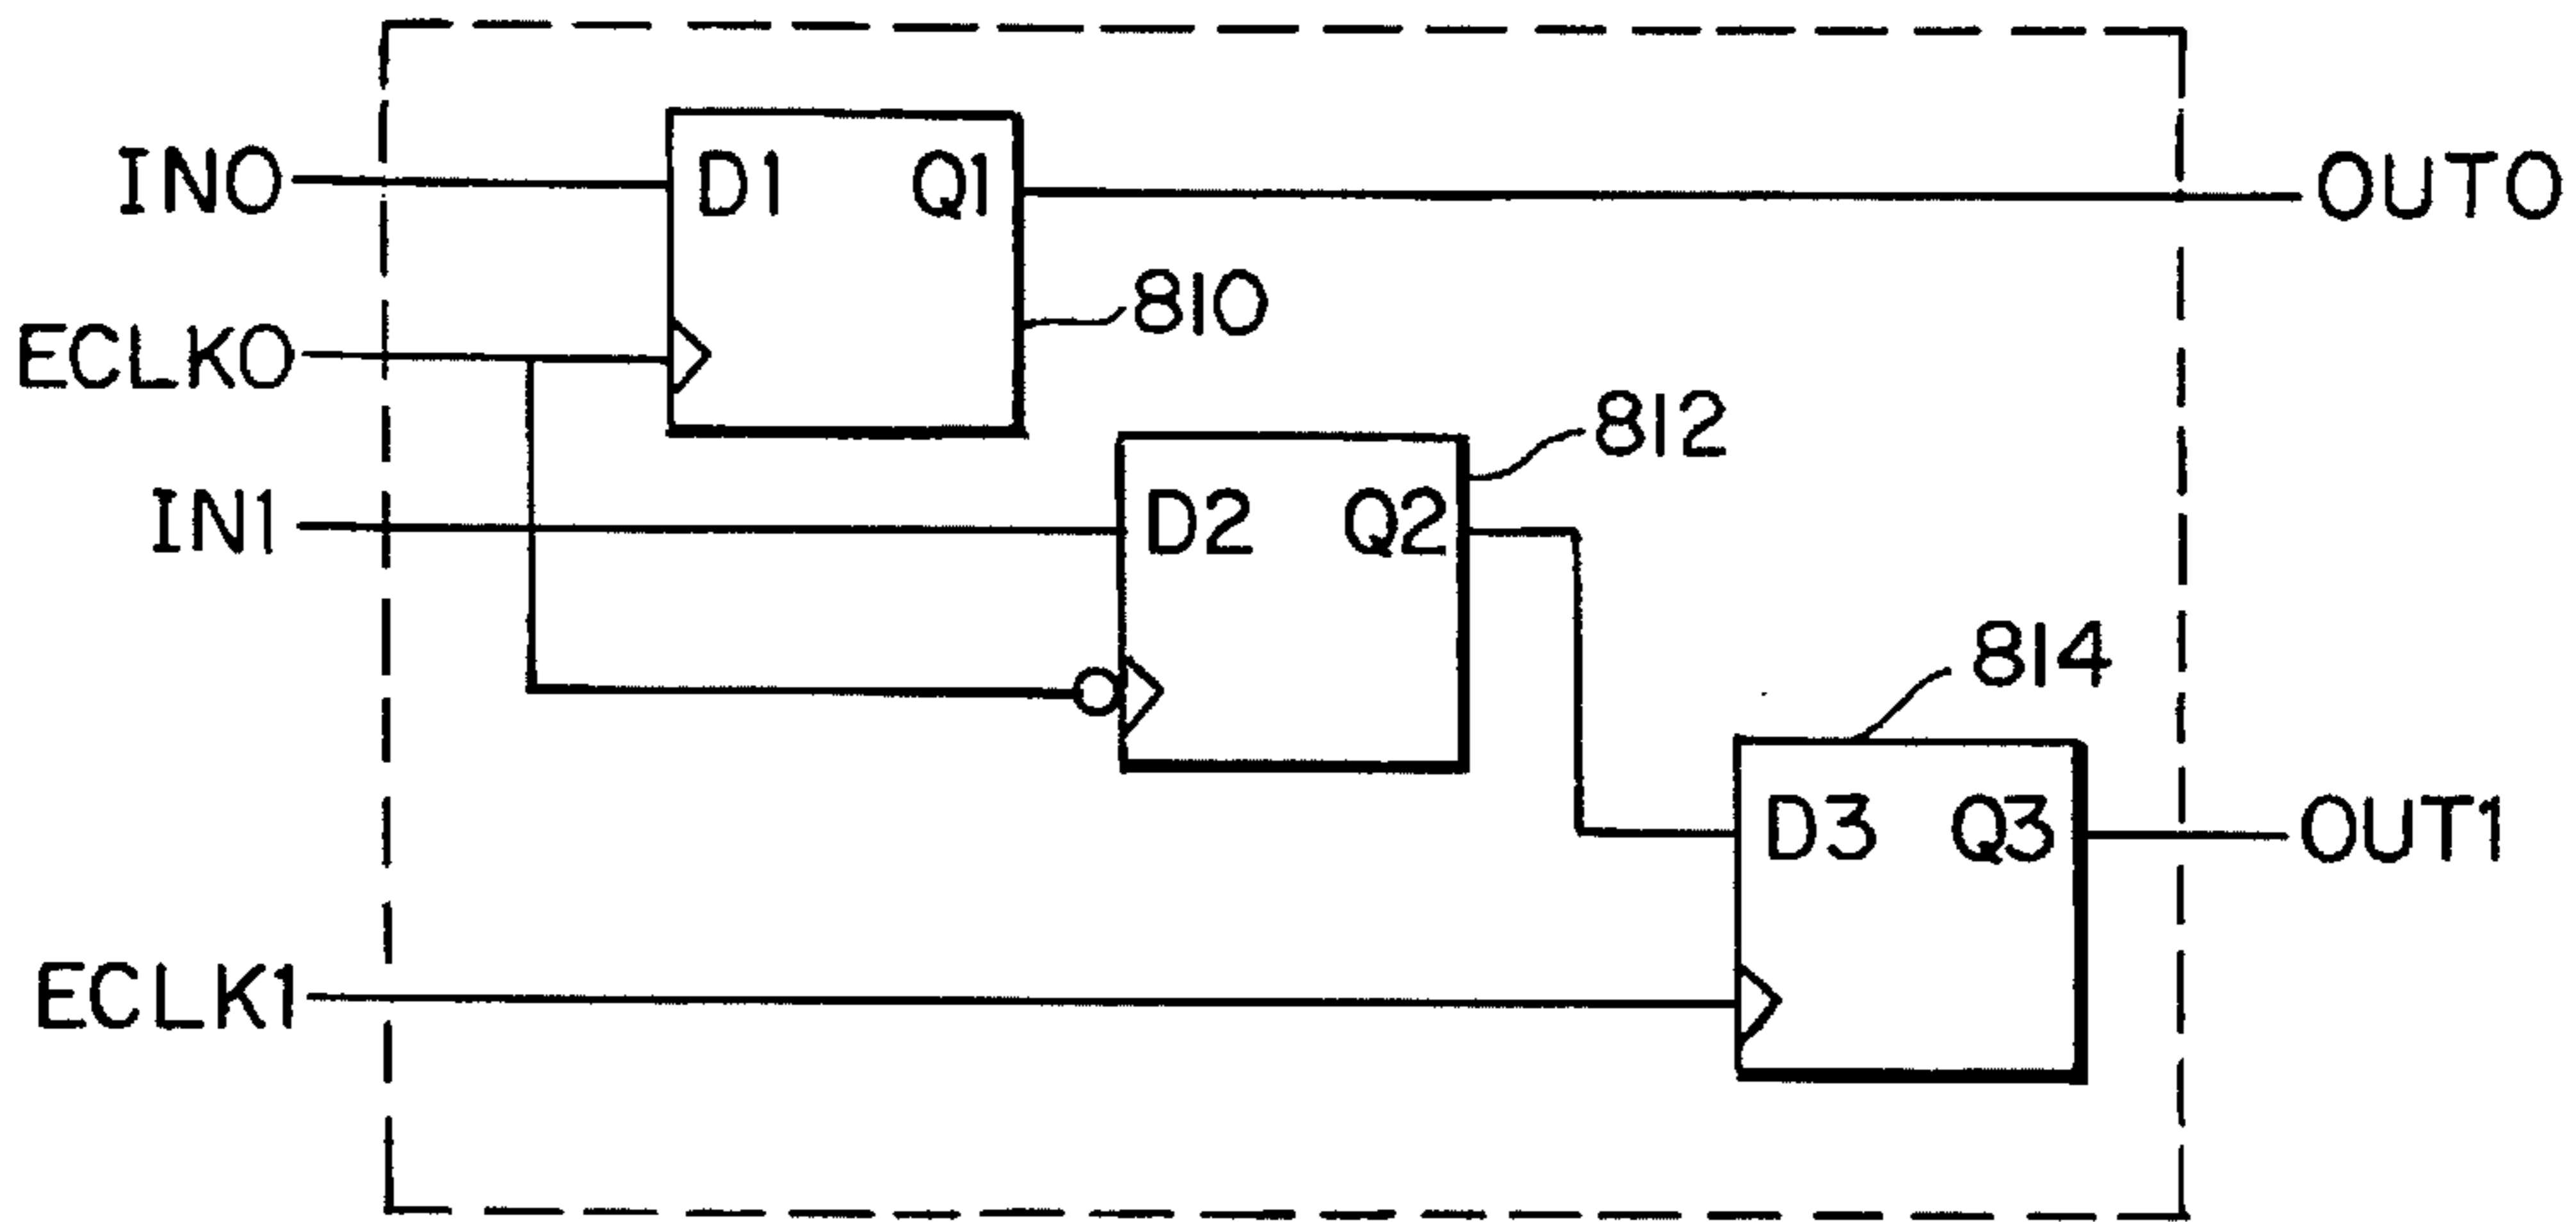 IN0
D1
Q1
OUT0
810
ECLK0
812
IN1
D2
Q2
814
D3
Q3
OUT1
ECLK1